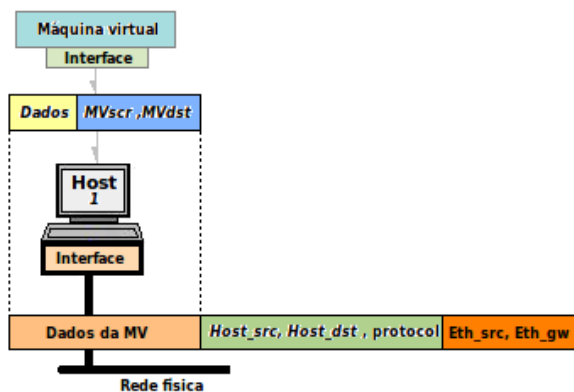 Máquina virtual
Interface
Dados MVscr ,MVdst
Host
1
Interface
Dados da MV Host_src, Host_dst , protocol Eth_src, Eth_gw
Rede física